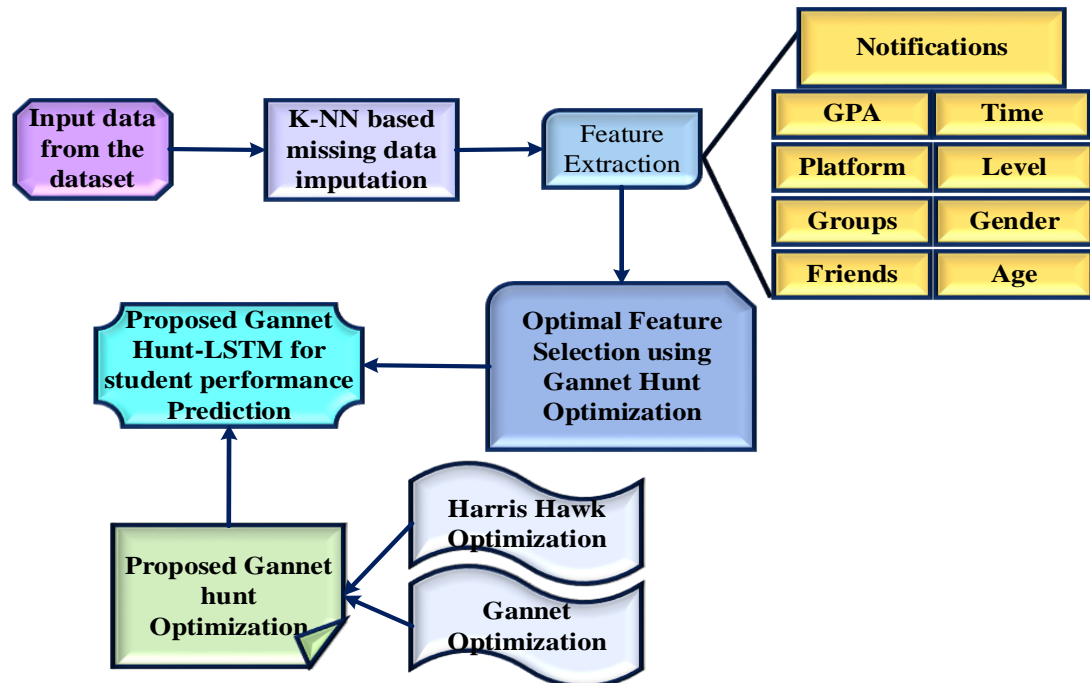 Notifications
Input data
from the
dataset
K-NN based
missing data
imputation
Feature
Extraction
GPA
Time
Platform
Level
Groups
Gender
Friends
Age
Proposed Gannet
Hunt-LSTM for
student performance
Prediction
Optimal Feature
Selection using
Gannet Hunt
Optimization
Proposed Gannet
hunt
Optimization
Harris Hawk
Optimization
Gannet
Optimization